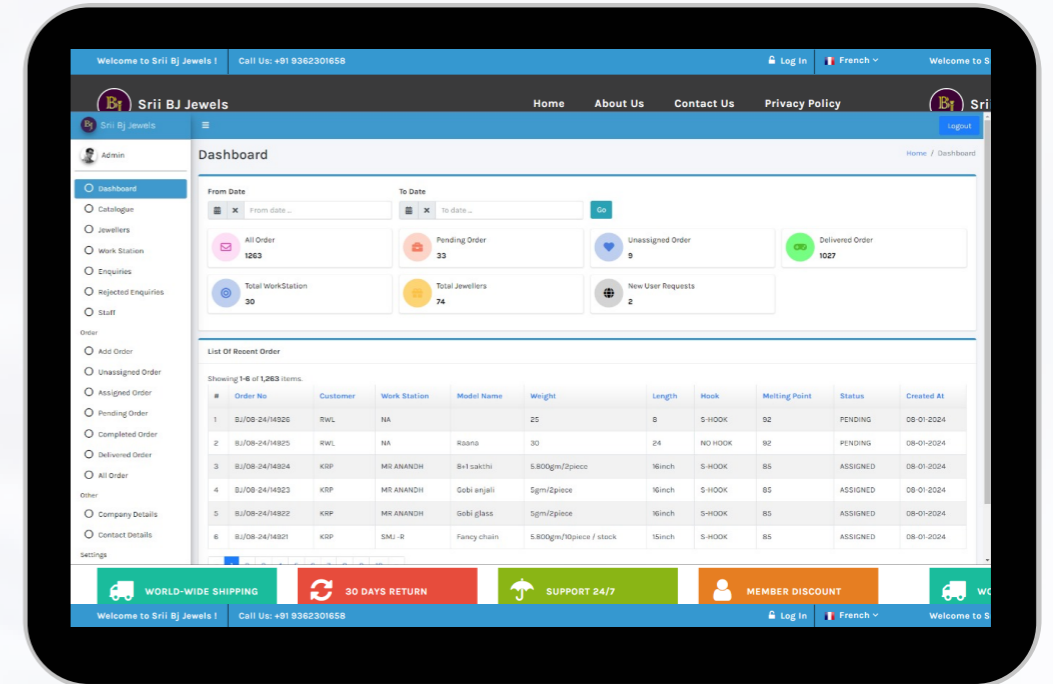 Welcome to Srii Bj Jewels ! Call Us: +91 9362301658 Log In French Welcome to S
BJ Srii BJ Jewels Home About Us Contact Us Privacy Policy BJ Srii
Srii Bj Jewels Logout
Admin Dashboard Home / Dashboard
Dashboard
Catalogue
Jewellers
Work Station
Enquiries
Rejected Enquiries
Staff
Order
Add Order
Unassigned Order
Assigned Order
Pending Order
Completed Order
Delivered Order
All Order
Other
Company Details
Contact Details
Settings
From Date To Date
From date ... To date ... Go
All Order Pending Order Unassigned Order Delivered Order
1263 33 9 1027
Total WorkStation Total Jewellers New User Requests
30 74 2
List Of Recent Order
Showing 1-6 of 1,263 items.
# Order No Customer Work Station Model Name Weight Length Hook Melting Point Status Created At
1 BJ/08-24/14926 RWL NA 25 8 S-HOOK 92 PENDING 08-01-2024
2 BJ/08-24/14925 RWL NA Raana 30 24 NO HOOK 92 PENDING 08-01-2024
3 BJ/08-24/14924 KRP MR ANANDH 8+1 sakthi 5.800gm/2piece 16inch S-HOOK 85 ASSIGNED 08-01-2024
4 BJ/08-24/14923 KRP MR ANANDH Gobi anjali 5gm/2piece 16inch S-HOOK 85 ASSIGNED 08-01-2024
5 BJ/08-24/14922 KRP MR ANANDH Gobi glass 5gm/2piece 16inch S-HOOK 85 ASSIGNED 08-01-2024
6 BJ/08-24/14921 KRP SMJ -R Fancy chain 5.800gm/10piece / stock 15inch S-HOOK 85 ASSIGNED 08-01-2024
WORLD-WIDE SHIPPING 30 DAYS RETURN SUPPORT 24/7 MEMBER DISCOUNT WO
Welcome to Srii Bj Jewels ! Call Us: +91 9362301658 Log In French Welcome to S